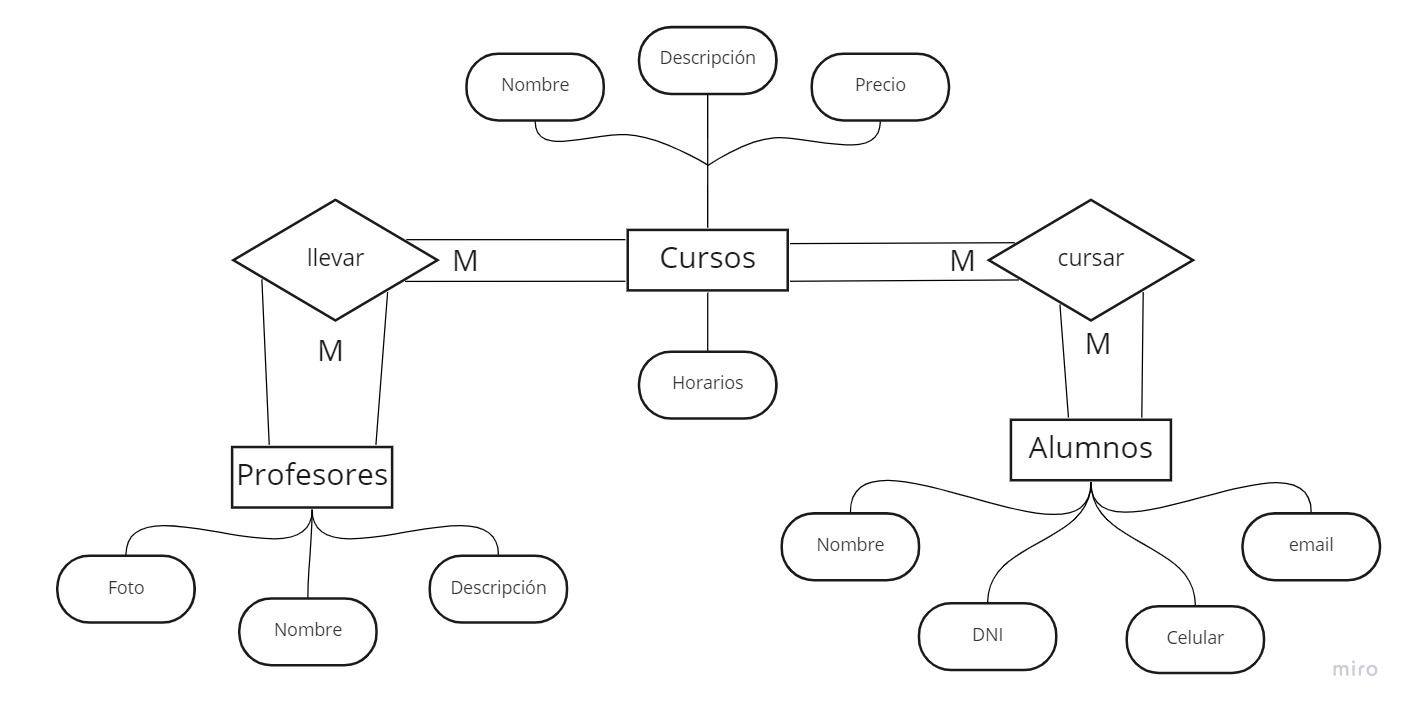 Descripción
Nombre
Precio
llevar
M
Cursos
M
cursar
M
M
Horarios
Profesores
Alumnos
Nombre
email
Foto
Descripción
Nombre
DNI
Celular
miro